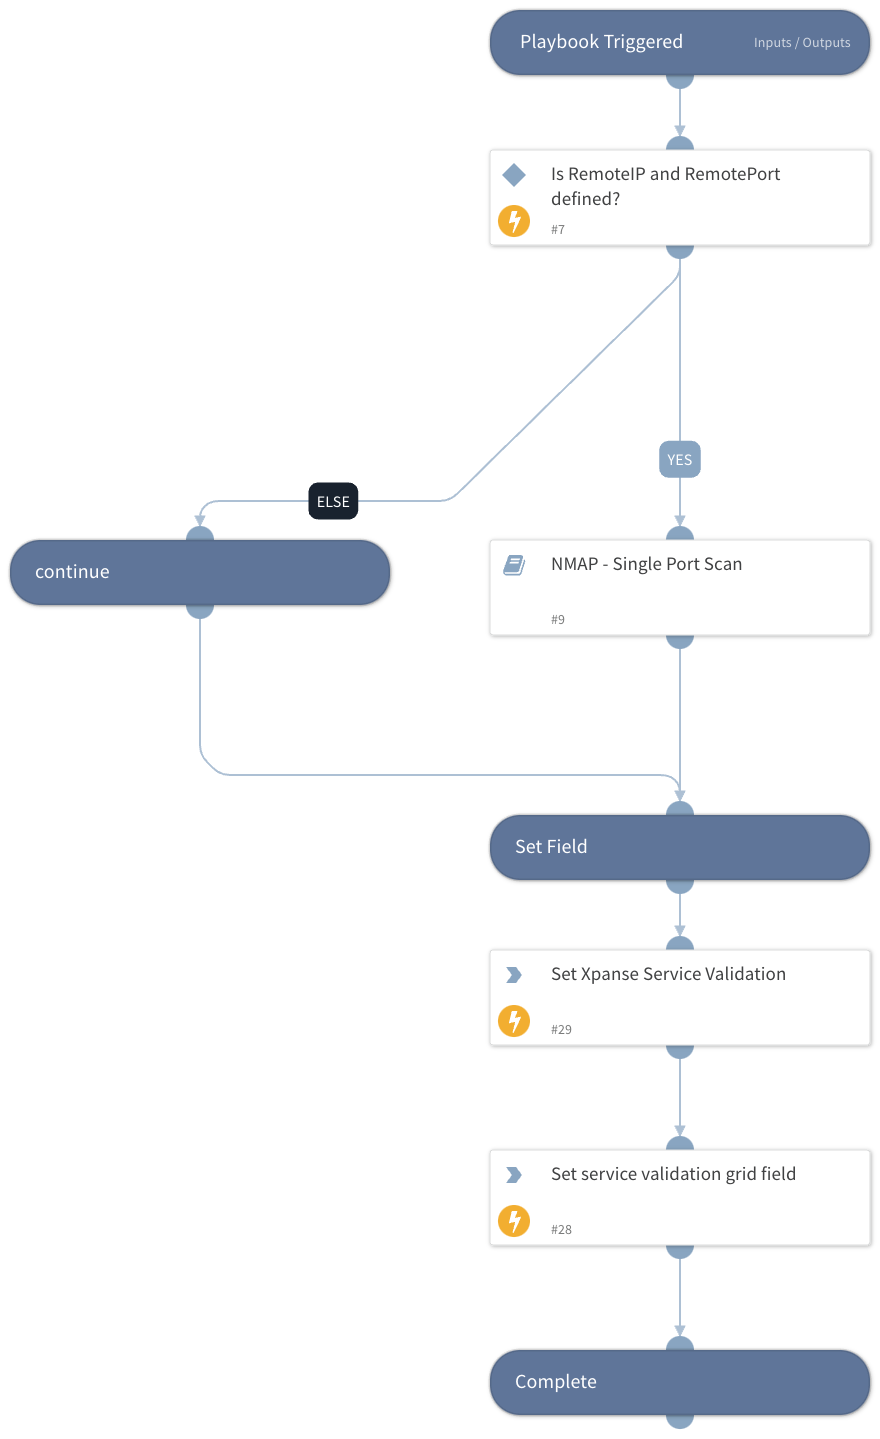 Playbook Triggered
Inputs / Outputs
Is RemoteIP and RemotePort
defined?
#7
YES
ELSE
continue
NMAP - Single Port Scan
#9
Set Field
Set Xpanse Service Validation
#29
Set service validation grid field
#28
Complete